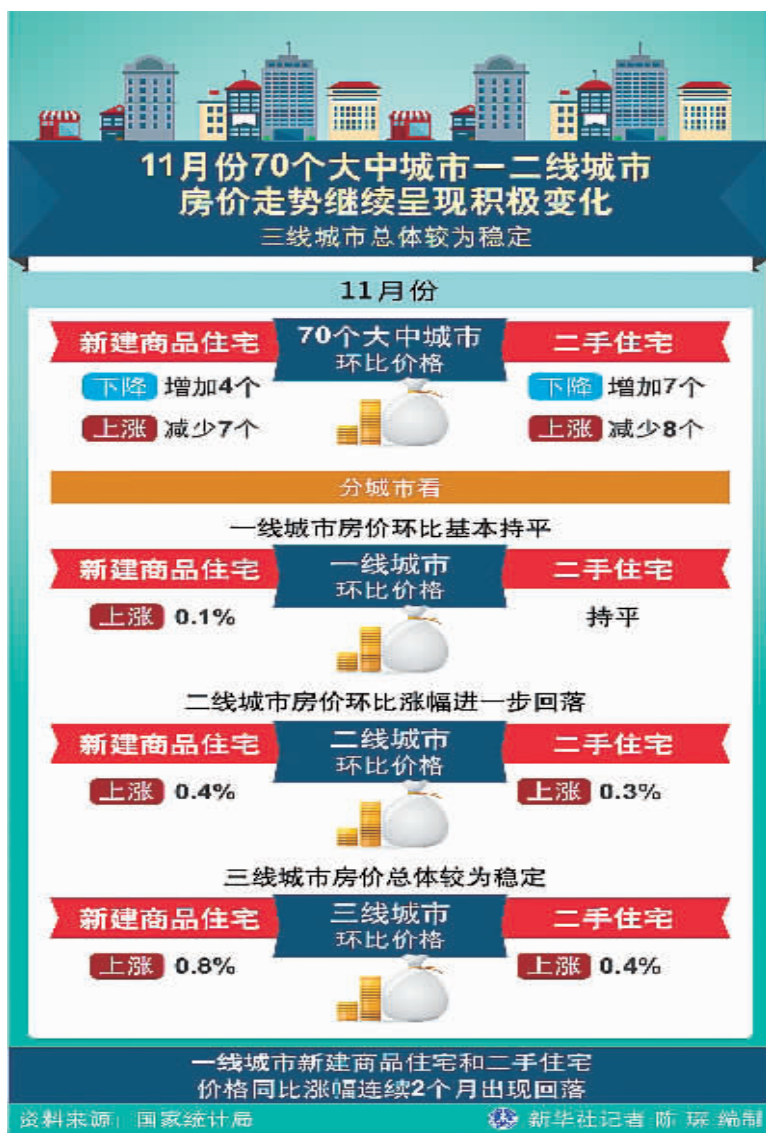 11月份70个大中城市一二线城市
房价走势继续呈现积极变化
三线城市总体较为稳定
11月份
新建商品住宅
70个大中城市
环比价格
二手住宅
下降 增加4个
下降 增加7个
上涨 减少7个
上涨 减少8个
分城市看
一线城市房价环比基本持平
新建商品住宅
一线城市
环比价格
二手住宅
上涨 0.1%
持平
二线城市房价环比涨幅进一步回落
新建商品住宅
二线城市
环比价格
二手住宅
上涨 0.4%
上涨 0.3%
三线城市房价总体较为稳定
新建商品住宅
三线城市
环比价格
二手住宅
上涨 0.8%
上涨 0.4%
一线城市新建商品住宅和二手住宅
价格同比涨幅连续2个月出现回落
资料来源：国家统计局
新华社记者 陈 琛 编制